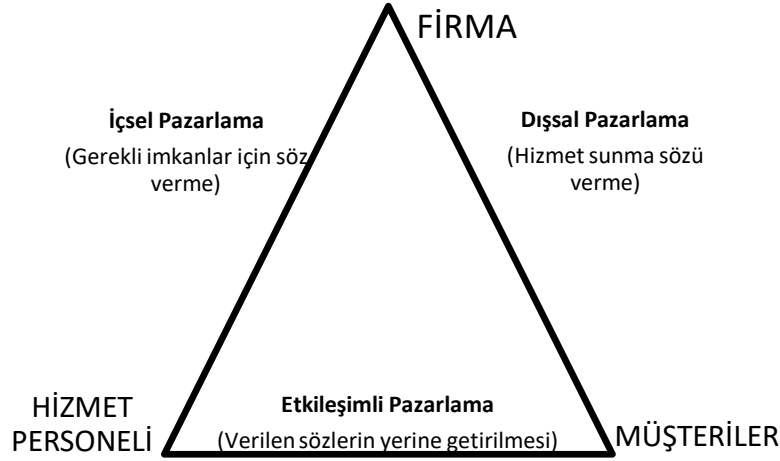 FİRMA
İçsel Pazarlama
(Gerekli imkanlar için söz
verme)
Dışsal Pazarlama
(Hizmet sunma sözü
verme)
HİZMET
PERSONELİ
Etkileşimli Pazarlama
(Verilen sözlerin yerine getirilmesi)
MÜŞTERİLER